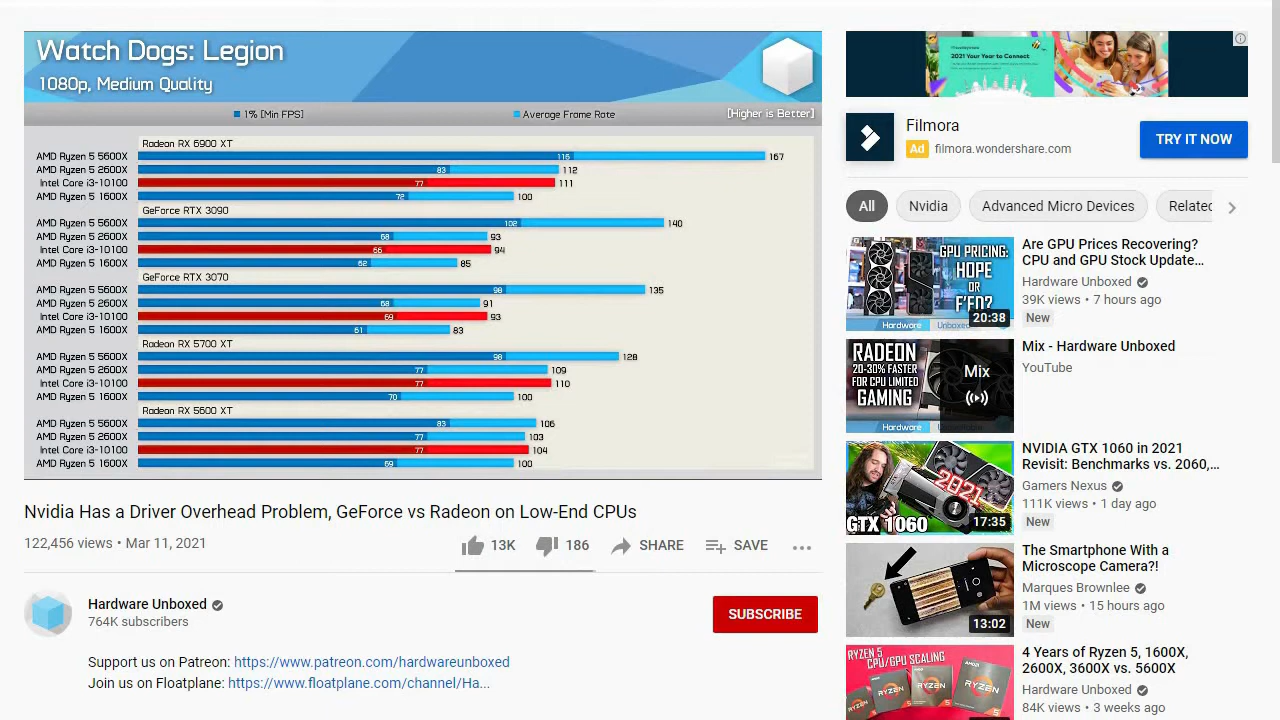 Watch Dogs: Legion
1080p, Medium Quality
1% [Min FPS] Average Frame Rate [Higher is Better]
Radeon RX 6900 XT
AMD Ryzen 5 5600X 115 167
AMD Ryzen 5 2600X 83 112
Intel Core i3-10100 77 111
AMD Ryzen 5 1600X 72 100
GeForce RTX 3090
AMD Ryzen 5 5600X 102 140
AMD Ryzen 5 2600X 68 93
Intel Core i3-10100 66 94
AMD Ryzen 5 1600X 62 85
GeForce RTX 3070
AMD Ryzen 5 5600X 98 135
AMD Ryzen 5 2600X 68 91
Intel Core i3-10100 69 93
AMD Ryzen 5 1600X 61 83
Radeon RX 5700 XT
AMD Ryzen 5 5600X 98 128
AMD Ryzen 5 2600X 77 109
Intel Core i3-10100 77 110
AMD Ryzen 5 1600X 70 100
Radeon RX 5600 XT
AMD Ryzen 5 5600X 83 106
AMD Ryzen 5 2600X 77 103
Intel Core i3-10100 77 104
AMD Ryzen 5 1600X 69 100
Nvidia Has a Driver Overhead Problem, GeForce vs Radeon on Low-End CPUs
122,456 views • Mar 11, 2021
13K 186 SHARE SAVE
Hardware Unboxed
764K subscribers
SUBSCRIBE
Support us on Patreon: https://www.patreon.com/hardwareunboxed
Join us on Floatplane: https://www.floatplane.com/channel/Ha...
2021 Your Year to Connect
Filmora
Ad filmora.wondershare.com
TRY IT NOW
All Nvidia Advanced Micro Devices Related
GPU PRICING:
HOPE
OR
F'ED?
20:38
Hardware Unboxed
Are GPU Prices Recovering?
CPU and GPU Stock Update…
Hardware Unboxed
39K views • 7 hours ago
New
RADEON
20-30% FASTER
FOR CPU LIMITED
GAMING
Mix
Hardware
Mix - Hardware Unboxed
YouTube
2021
GTX 1060
17:35
NVIDIA GTX 1060 in 2021
Revisit: Benchmarks vs. 2060,…
Gamers Nexus
111K views • 1 day ago
New
13:02
The Smartphone With a
Microscope Camera?!
Marques Brownlee
1M views • 15 hours ago
New
RYZEN 5
CPU/GPU SCALING
AMD
RYZEN
RYZEN
RYZEN
4 Years of Ryzen 5, 1600X,
2600X, 3600X vs. 5600X
Hardware Unboxed
84K views • 3 weeks ago